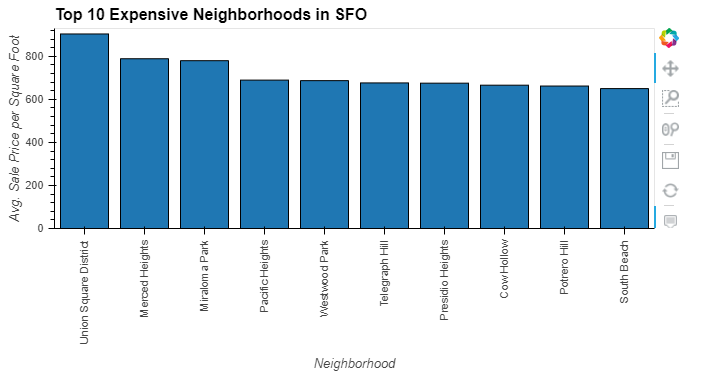 Top 10 Expensive Neighborhoods in SFO
Avg. Sale Price per Square Foot
800
600
400
200
0
Union Square District
Merced Heights
Miraloma Park
Pacific Heights
Westwood Park
Telegraph Hill
Presidio Heights
Cow Hollow
Potrero Hill
South Beach
Neighborhood